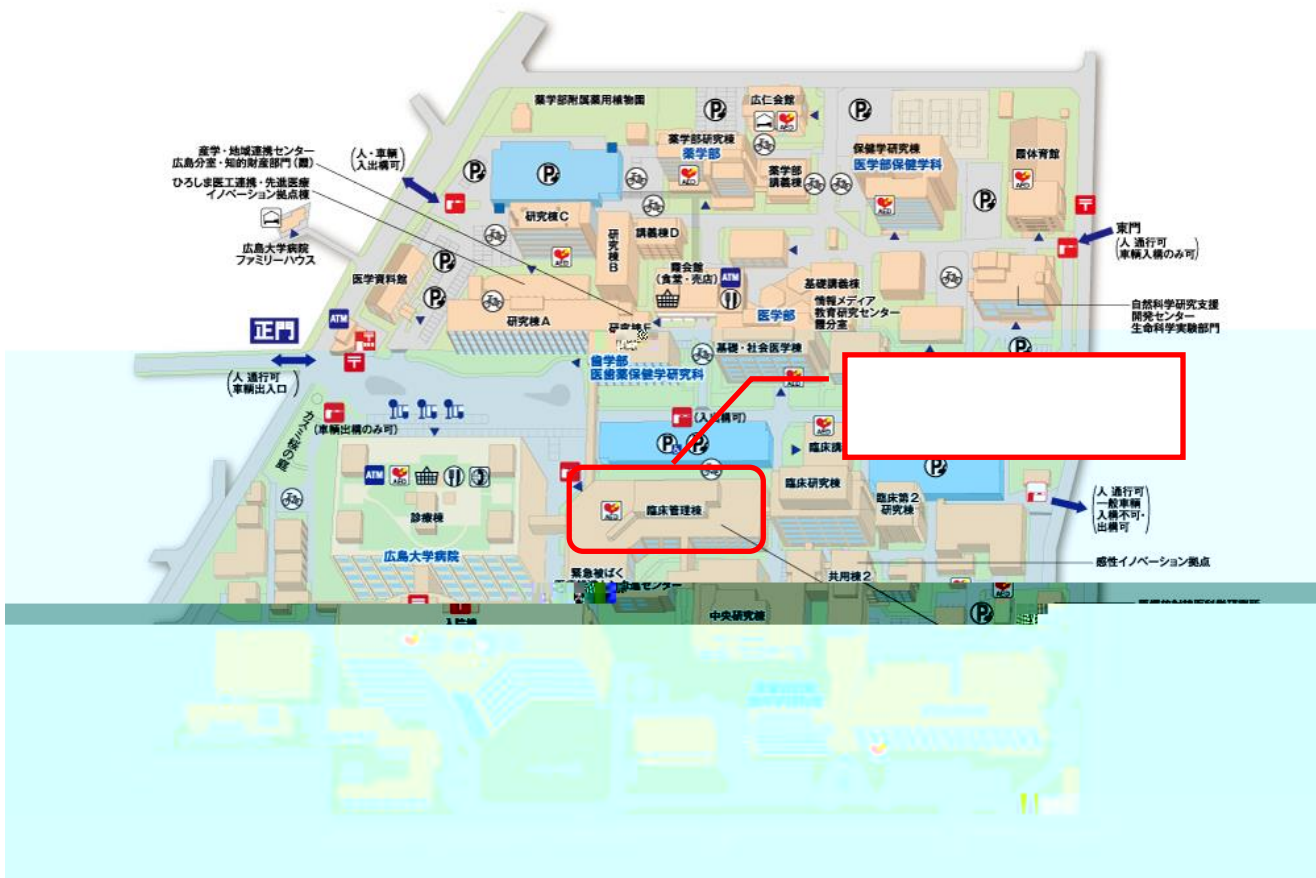 薬学部附属薬用植物園
広仁会館
産学・地域連携センター
広島分室・知的財産部門(霞)
ひろしま医工連携・先進医療
イノベーション拠点棟
(人・車輌
入出構可)
薬学部研究棟
薬学部
薬学部
講義棟
保健学研究棟
医学部保健学科
霞体育館
広島大学病院
ファミリーハウス
研究棟C
研究棟B
講義棟D
東門
(人 通行可
車輌入構のみ可)
医学資料館
霞会館
(食堂・売店)
ATM
基礎講義棟
情報メディア
教育研究センター
霞分室
自然科学研究支援
開発センター
生命科学実験部門
研究棟A
医学部
正門
ATM
基礎・社会医学棟
歯学部
医歯薬保健学研究科
(人 通行可
車輌出入口)
カスミ桜の庭
(車輌出構のみ可)
(入出構可)
ATM
診療棟
広島大学病院
AED
臨床管理棟
臨床研究棟
臨床第2
研究棟
(人 通行可
一般車輌
入構不可・
出構可)
感性イノベーション拠点
緊急被ばく
共用棟2
中央研究棟